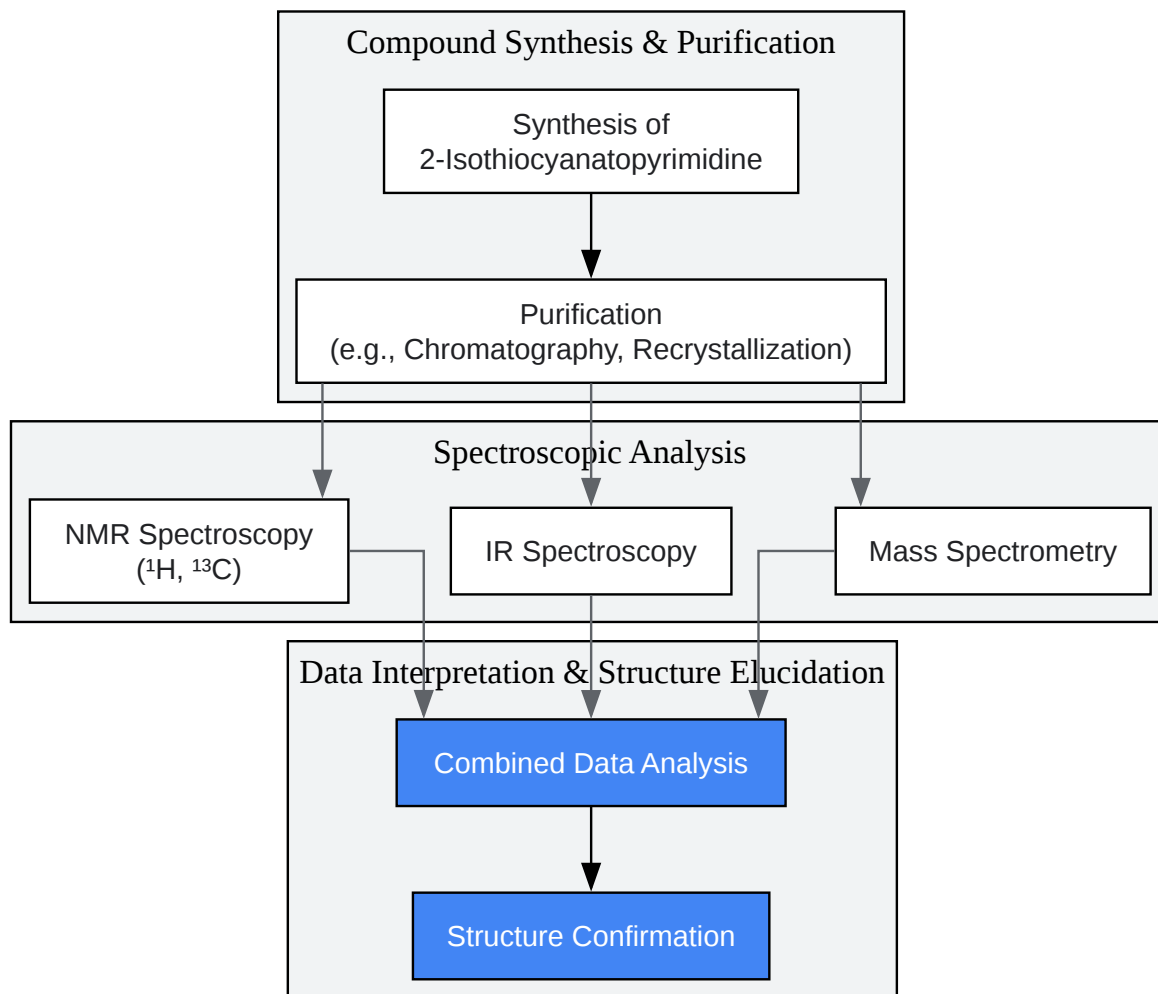 Compound Synthesis & Purification
Synthesis of
2-Isothiocyanatopyrimidine
Purification
(e.g., Chromatography, Recrystallization)
Spectroscopic Analysis
NMR Spectroscopy
(¹H, ¹³C)
IR Spectroscopy
Mass Spectrometry
Data Interpretation & Structure Elucidation
Combined Data Analysis
Structure Confirmation